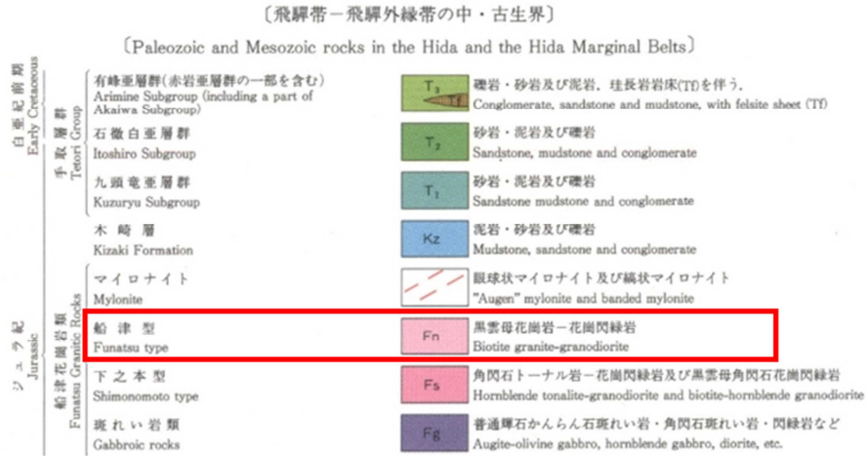 〔飛驒帯－飛驒外縁帯の中・古生界〕
〔Paleozoic and Mesozoic rocks in the Hida and the Hida Marginal Belts〕
白亜紀前期
Early Cretaceous
ジュラ紀
Jurassic
手取層群
Tetori Group
船津花崗岩類
Funatsu Granitic Rocks
有峰亜層群(赤岩亜層群の一部を含む)
Arimine Subgroup (including a part of
Akaiwa Subgroup)
T3
Tf
礫岩・砂岩及び泥岩．珪長岩岩床(Tf)を伴う．
Conglomerate, sandstone and mudstone, with felsite sheet (Tf)
石徹白亜層群
Itoshiro Subgroup
T2
砂岩・泥岩及び礫岩
Sandstone, mudstone and conglomerate
九頭竜亜層群
Kuzuryu Subgroup
T1
砂岩・泥岩及び礫岩
Sandstone mudstone and conglomerate
木崎層
Kizaki Formation
Kz
泥岩・砂岩及び礫岩
Mudstone, sandstone and conglomerate
マイロナイト
Mylonite
眼球状マイロナイト及び縞状マイロナイト
"Augen" mylonite and banded mylonite
船津型
Funatsu type
Fn
黒雲母花崗岩－花崗閃緑岩
Biotite granite-granodiorite
下之本型
Shimonomoto type
Fs
角閃石トーナル岩－花崗閃緑岩及び黒雲母角閃石花崗閃緑岩
Hornblende tonalite-granodiorite and biotite-hornblende granodiorite
斑れい岩類
Gabbroic rocks
Fg
普通輝石かんらん石斑れい岩・角閃石斑れい岩・閃緑岩など
Augite-olivine gabbro, hornblende gabbro, diorite, etc.